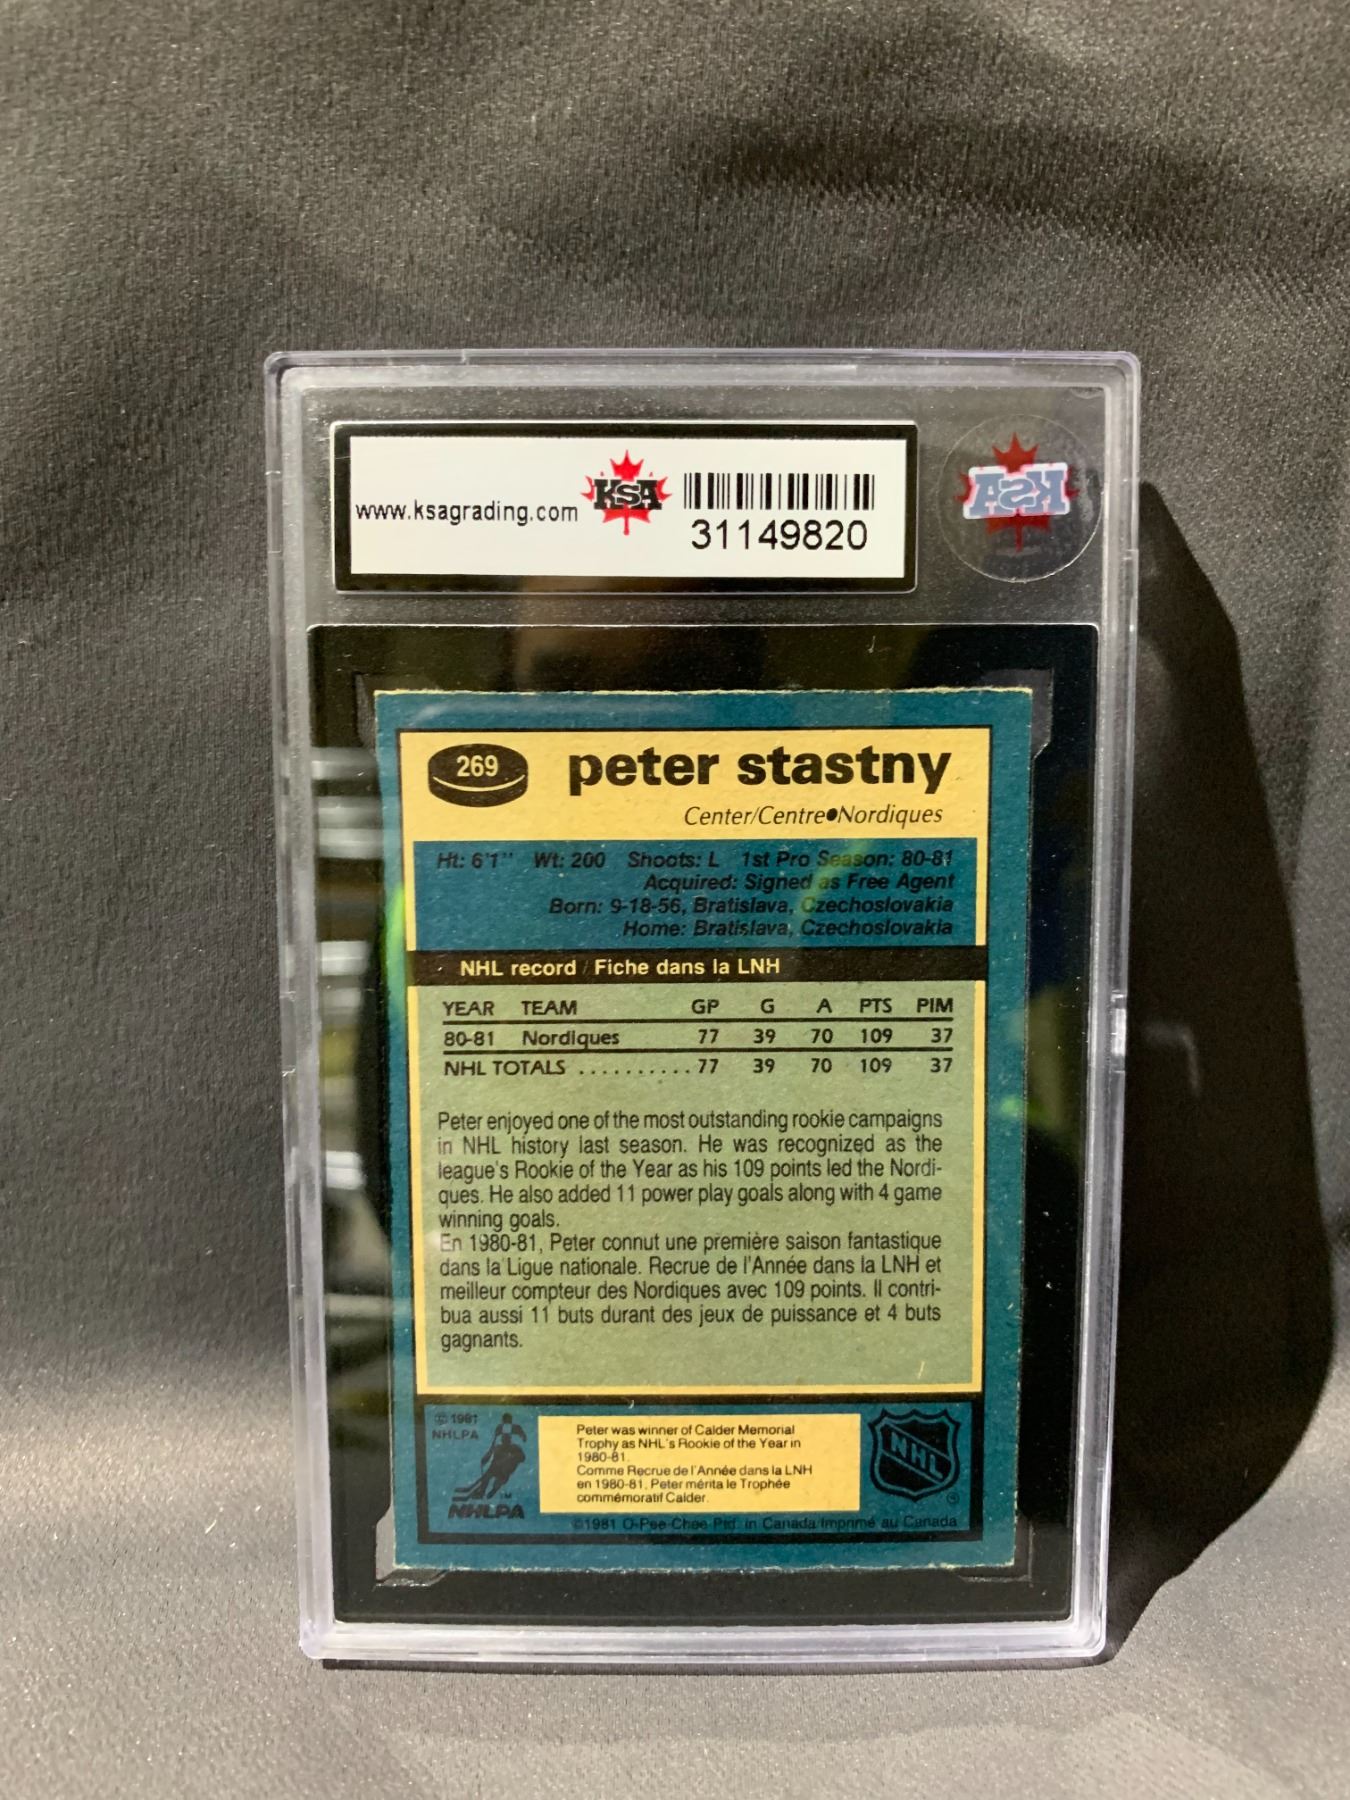 www.ksagrading.com
KSA
31149820
KSA
269
peter stastny
Center/Centre●Nordiques
Ht: 6'1" Wt: 200 Shoots: L 1st Pro Season: 80-81
Acquired: Signed as Free Agent
Born: 9-18-56, Bratislava, Czechoslovakia
Home: Bratislava, Czechoslovakia
NHL record / Fiche dans la LNH
YEAR TEAM GP G A PTS PIM
80-81 Nordiques 77 39 70 109 37
NHL TOTALS .......... 77 39 70 109 37
Peter enjoyed one of the most outstanding rookie campaigns
in NHL history last season. He was recognized as the
league's Rookie of the Year as his 109 points led the Nordi-
ques. He also added 11 power play goals along with 4 game
winning goals.
En 1980-81, Peter connut une première saison fantastique
dans la Ligue nationale. Recrue de l'Année dans la LNH et
meilleur compteur des Nordiques avec 109 points. Il contri-
bua aussi 11 buts durant des jeux de puissance et 4 buts
gagnants.
© 1981
NHLPA
TM
NHLPA
Peter was winner of Calder Memorial
Trophy as NHL's Rookie of the Year in
1980-81.
Comme Recrue de l'Année dans la LNH
en 1980-81, Peter mérita le Trophée
commémoratif Calder.
NHL
®
©1981 O-Pee-Chee Ptd. in Canada/Imprimé au Canada